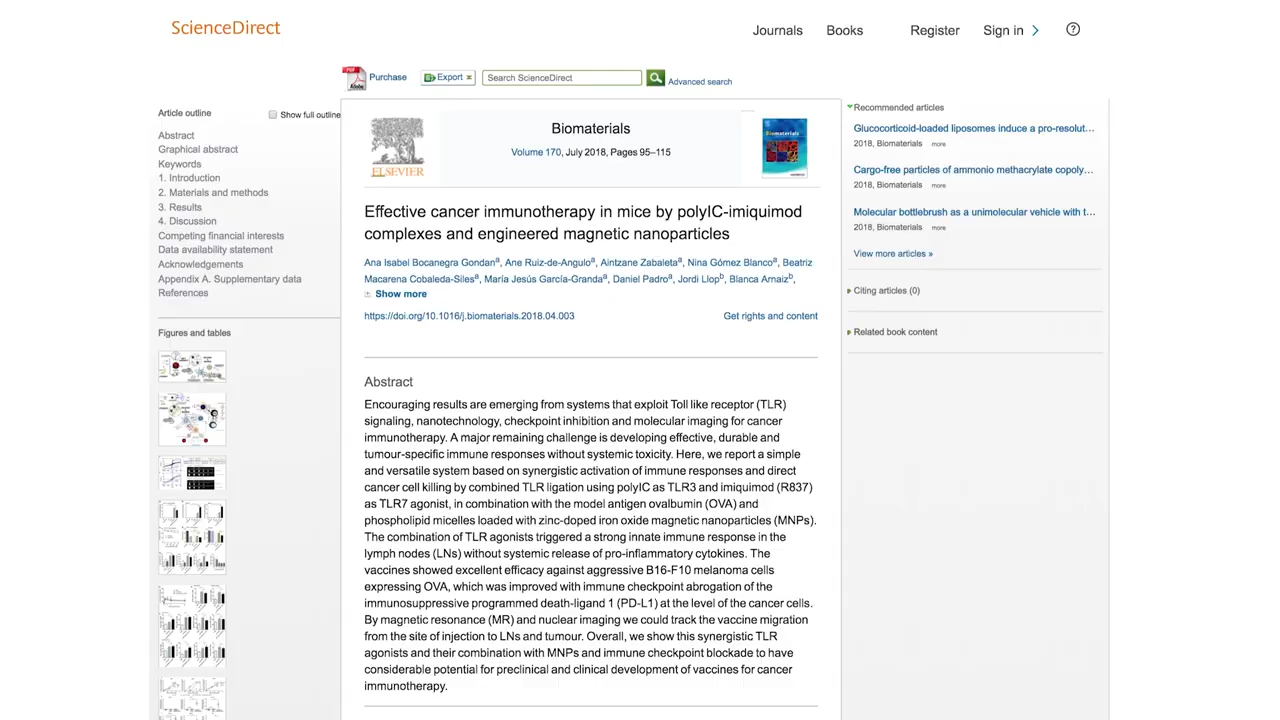 ScienceDirect
Journals Books Register Sign in
Purchase Export Search ScienceDirect Advanced search
Article outline Show full outline
Abstract
Graphical abstract
Keywords
1. Introduction
2. Materials and methods
3. Results
4. Discussion
Competing financial interests
Data availability statement
Acknowledgements
Appendix A. Supplementary data
References
Figures and tables
ELSEVIER
Biomaterials
Volume 170, July 2018, Pages 95–115
Biomaterials
Effective cancer immunotherapy in mice by polyIC-imiquimod
complexes and engineered magnetic nanoparticles
Ana Isabel Bocanegra Gondanᵃ, Ane Ruiz-de-Anguloᵃ, Aintzane Zabaletaᵃ, Nina Gómez Blancoᵃ, Beatriz
Macarena Cobaleda-Silesᵃ, María Jesús García-Grandaᵃ, Daniel Padroᵃ, Jordi Llopᵇ, Blanca Arnaizᵇ,
Show more
https://doi.org/10.1016/j.biomaterials.2018.04.003 Get rights and content
Abstract
Encouraging results are emerging from systems that exploit Toll like receptor (TLR)
signaling, nanotechnology, checkpoint inhibition and molecular imaging for cancer
immunotherapy. A major remaining challenge is developing effective, durable and
tumour-specific immune responses without systemic toxicity. Here, we report a simple
and versatile system based on synergistic activation of immune responses and direct
cancer cell killing by combined TLR ligation using polyIC as TLR3 and imiquimod (R837)
as TLR7 agonist, in combination with the model antigen ovalbumin (OVA) and
phospholipid micelles loaded with zinc-doped iron oxide magnetic nanoparticles (MNPs).
The combination of TLR agonists triggered a strong innate immune response in the
lymph nodes (LNs) without systemic release of pro-inflammatory cytokines. The
vaccines showed excellent efficacy against aggressive B16-F10 melanoma cells
expressing OVA, which was improved with immune checkpoint abrogation of the
immunosuppressive programmed death-ligand 1 (PD-L1) at the level of the cancer cells.
By magnetic resonance (MR) and nuclear imaging we could track the vaccine migration
from the site of injection to LNs and tumour. Overall, we show this synergistic TLR
agonists and their combination with MNPs and immune checkpoint blockade to have
considerable potential for preclinical and clinical development of vaccines for cancer
immunotherapy.
Recommended articles
Glucocorticoid-loaded liposomes induce a pro-resolut…
2018, Biomaterials more
Cargo-free particles of ammonio methacrylate copoly…
2018, Biomaterials more
Molecular bottlebrush as a unimolecular vehicle with t…
2018, Biomaterials more
View more articles »
Citing articles (0)
Related book content